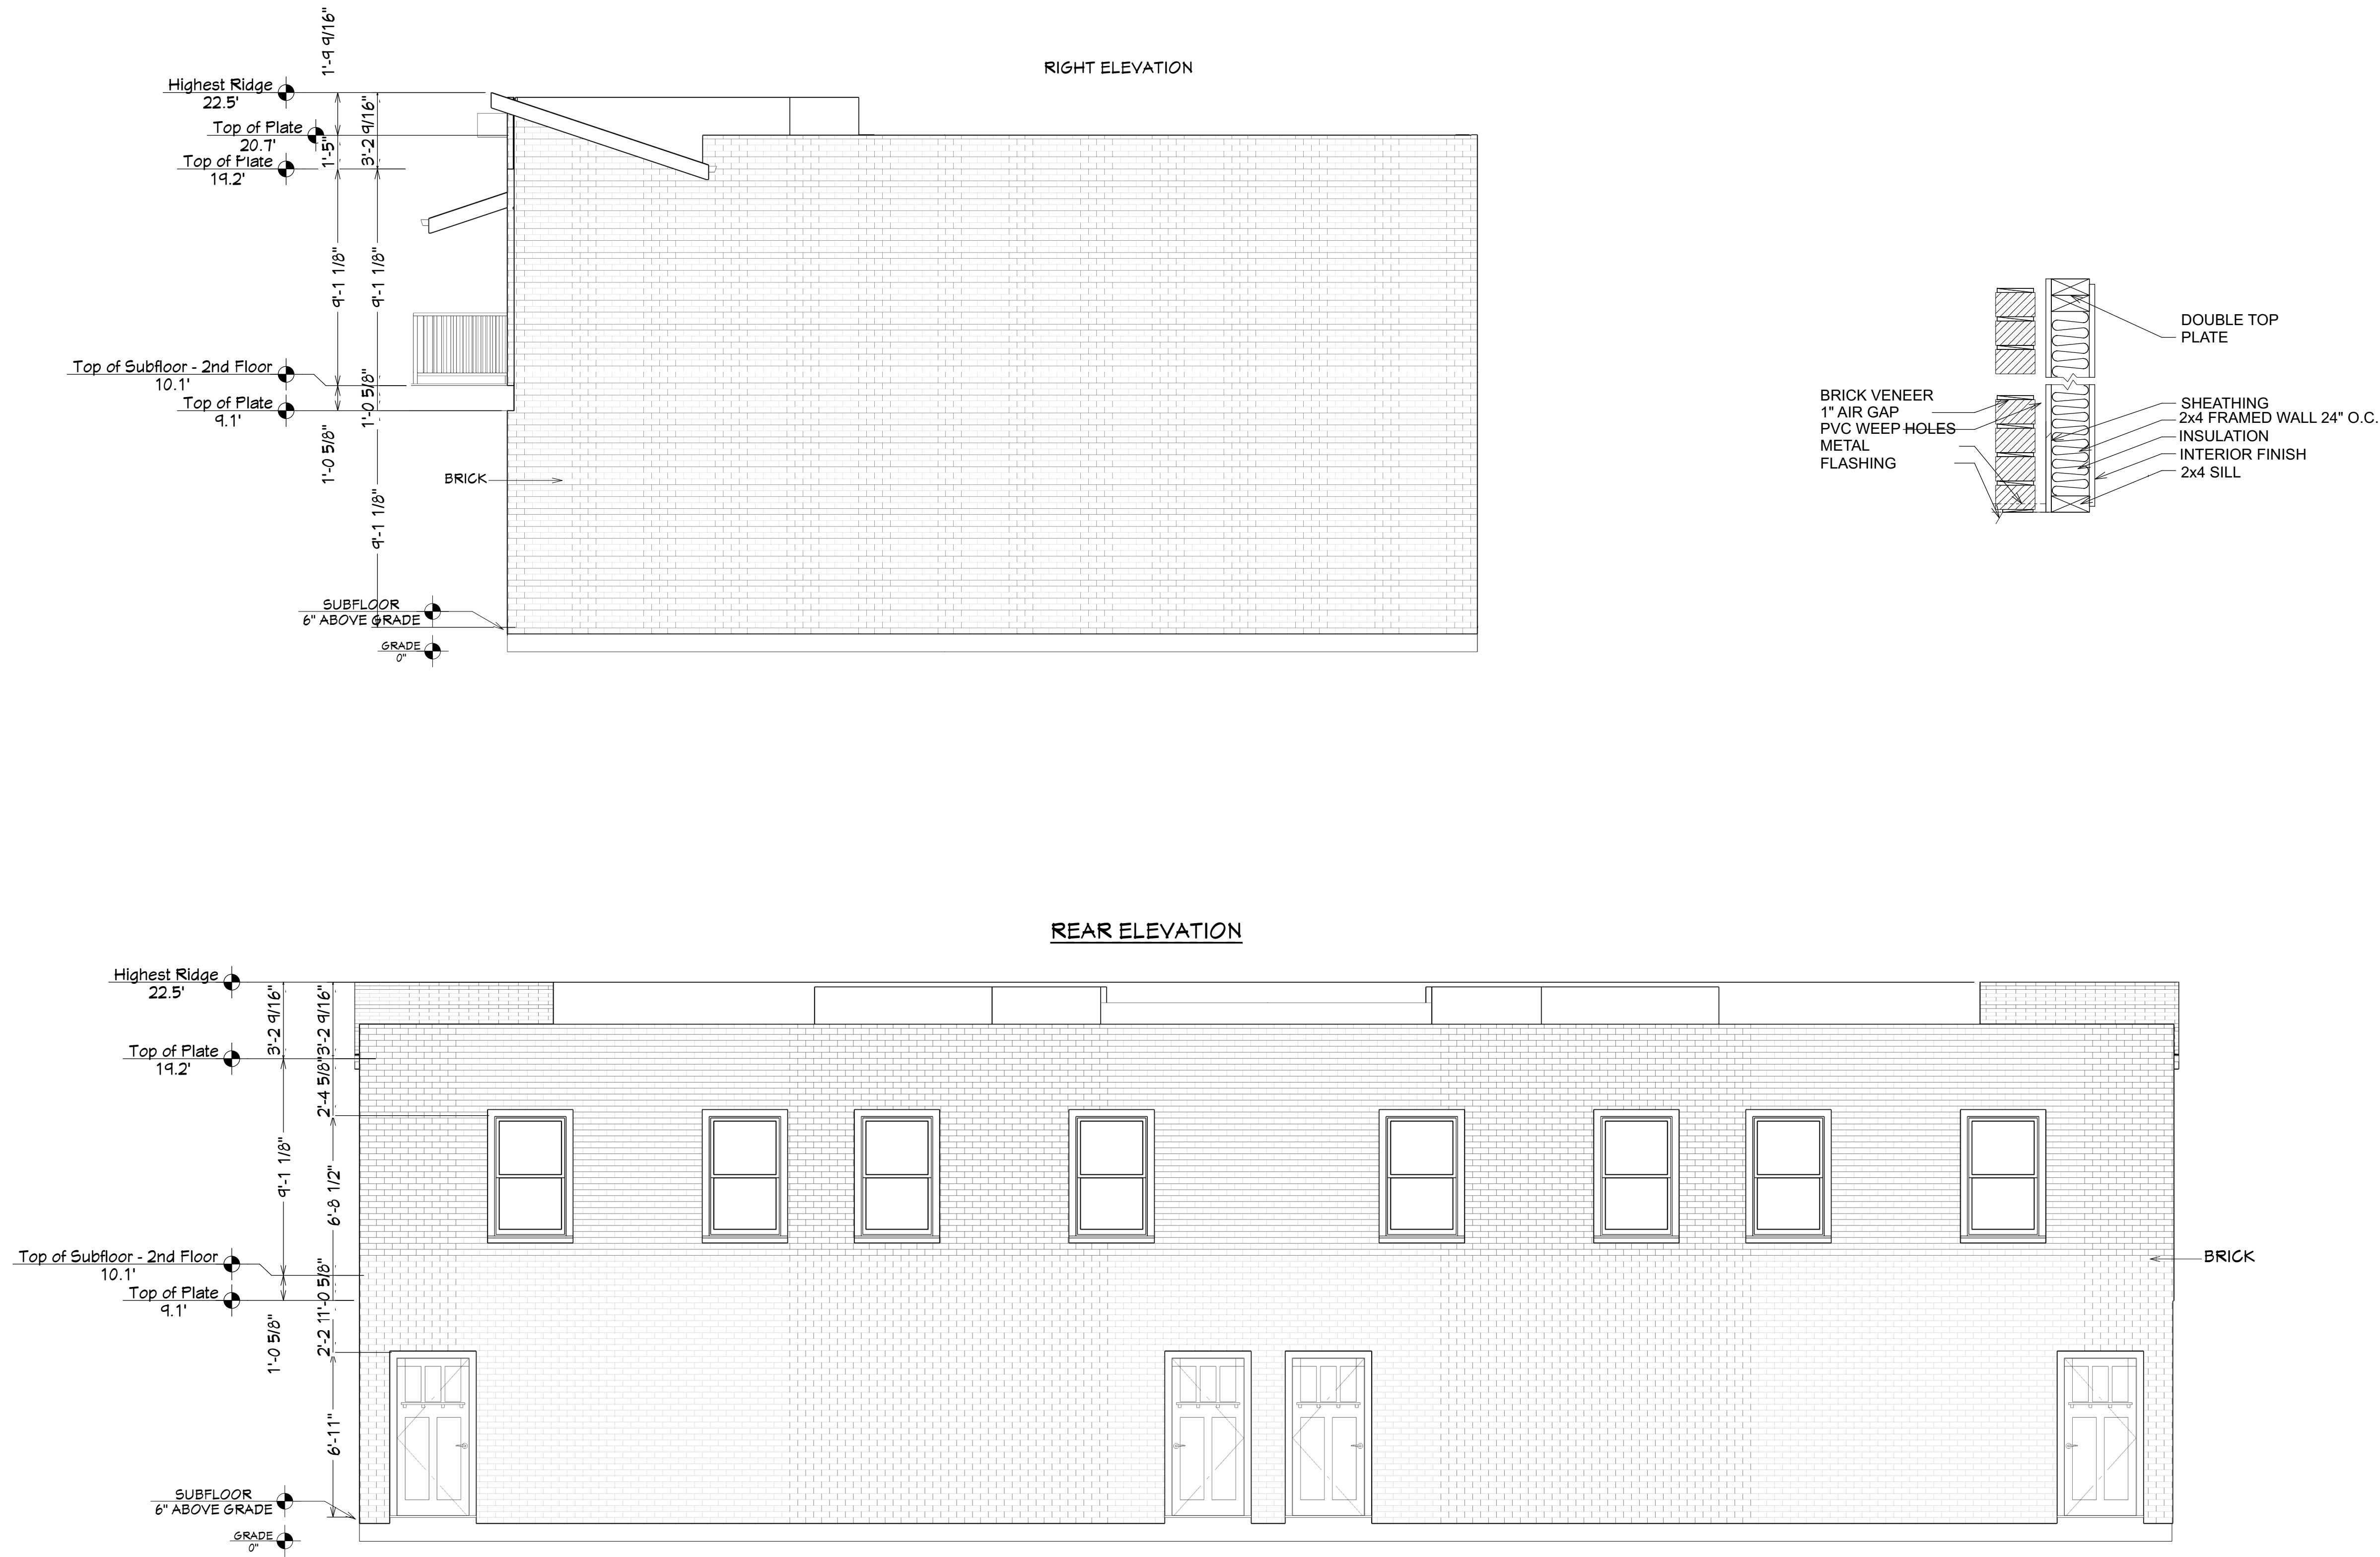 RIGHT ELEVATION
1'-9 9/16"
Highest Ridge
22.5'
Top of Plate
20.7'
Top of Plate
19.2'
1'-5"
3'-2 9/16"
9'-1 1/8"
9'-1 1/8"
Top of Subfloor - 2nd Floor
10.1'
Top of Plate
9.1'
1'-0 5/8"
1'-0 5/8"
9'-1 1/8"
BRICK
SUBFLOOR
6" ABOVE GRADE
GRADE
0"
DOUBLE TOP
PLATE
BRICK VENEER
1" AIR GAP
PVC WEEP HOLES
METAL
FLASHING
SHEATHING
2x4 FRAMED WALL 24" O.C.
INSULATION
INTERIOR FINISH
2x4 SILL
REAR ELEVATION
Highest Ridge
22.5'
3'-2 9/16"
3'-2 9/16"
Top of Plate
19.2'
2'-4 5/8"
9'-1 1/8"
6'-8 1/2"
Top of Subfloor - 2nd Floor
10.1'
Top of Plate
9.1'
1'-0 5/8"
1'-0 5/8"
6'-11"
BRICK
SUBFLOOR
6" ABOVE GRADE
GRADE
0"